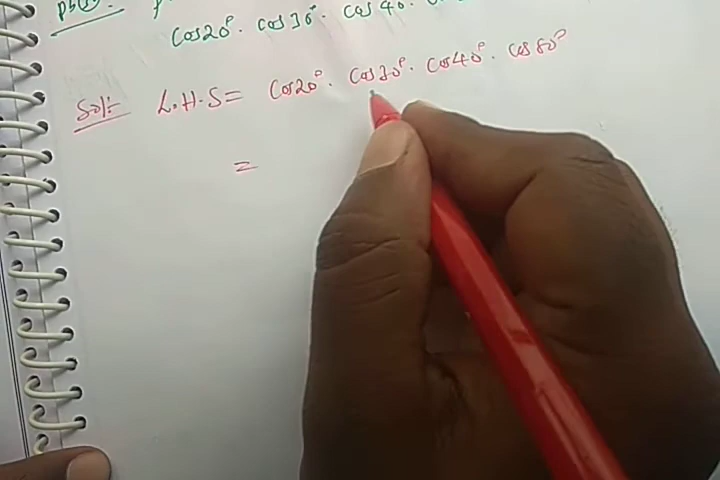 cos20° . cos30° . cos40.
Sol:- L.H.S = cos20° . cos30° . cos40° . cos80°
=